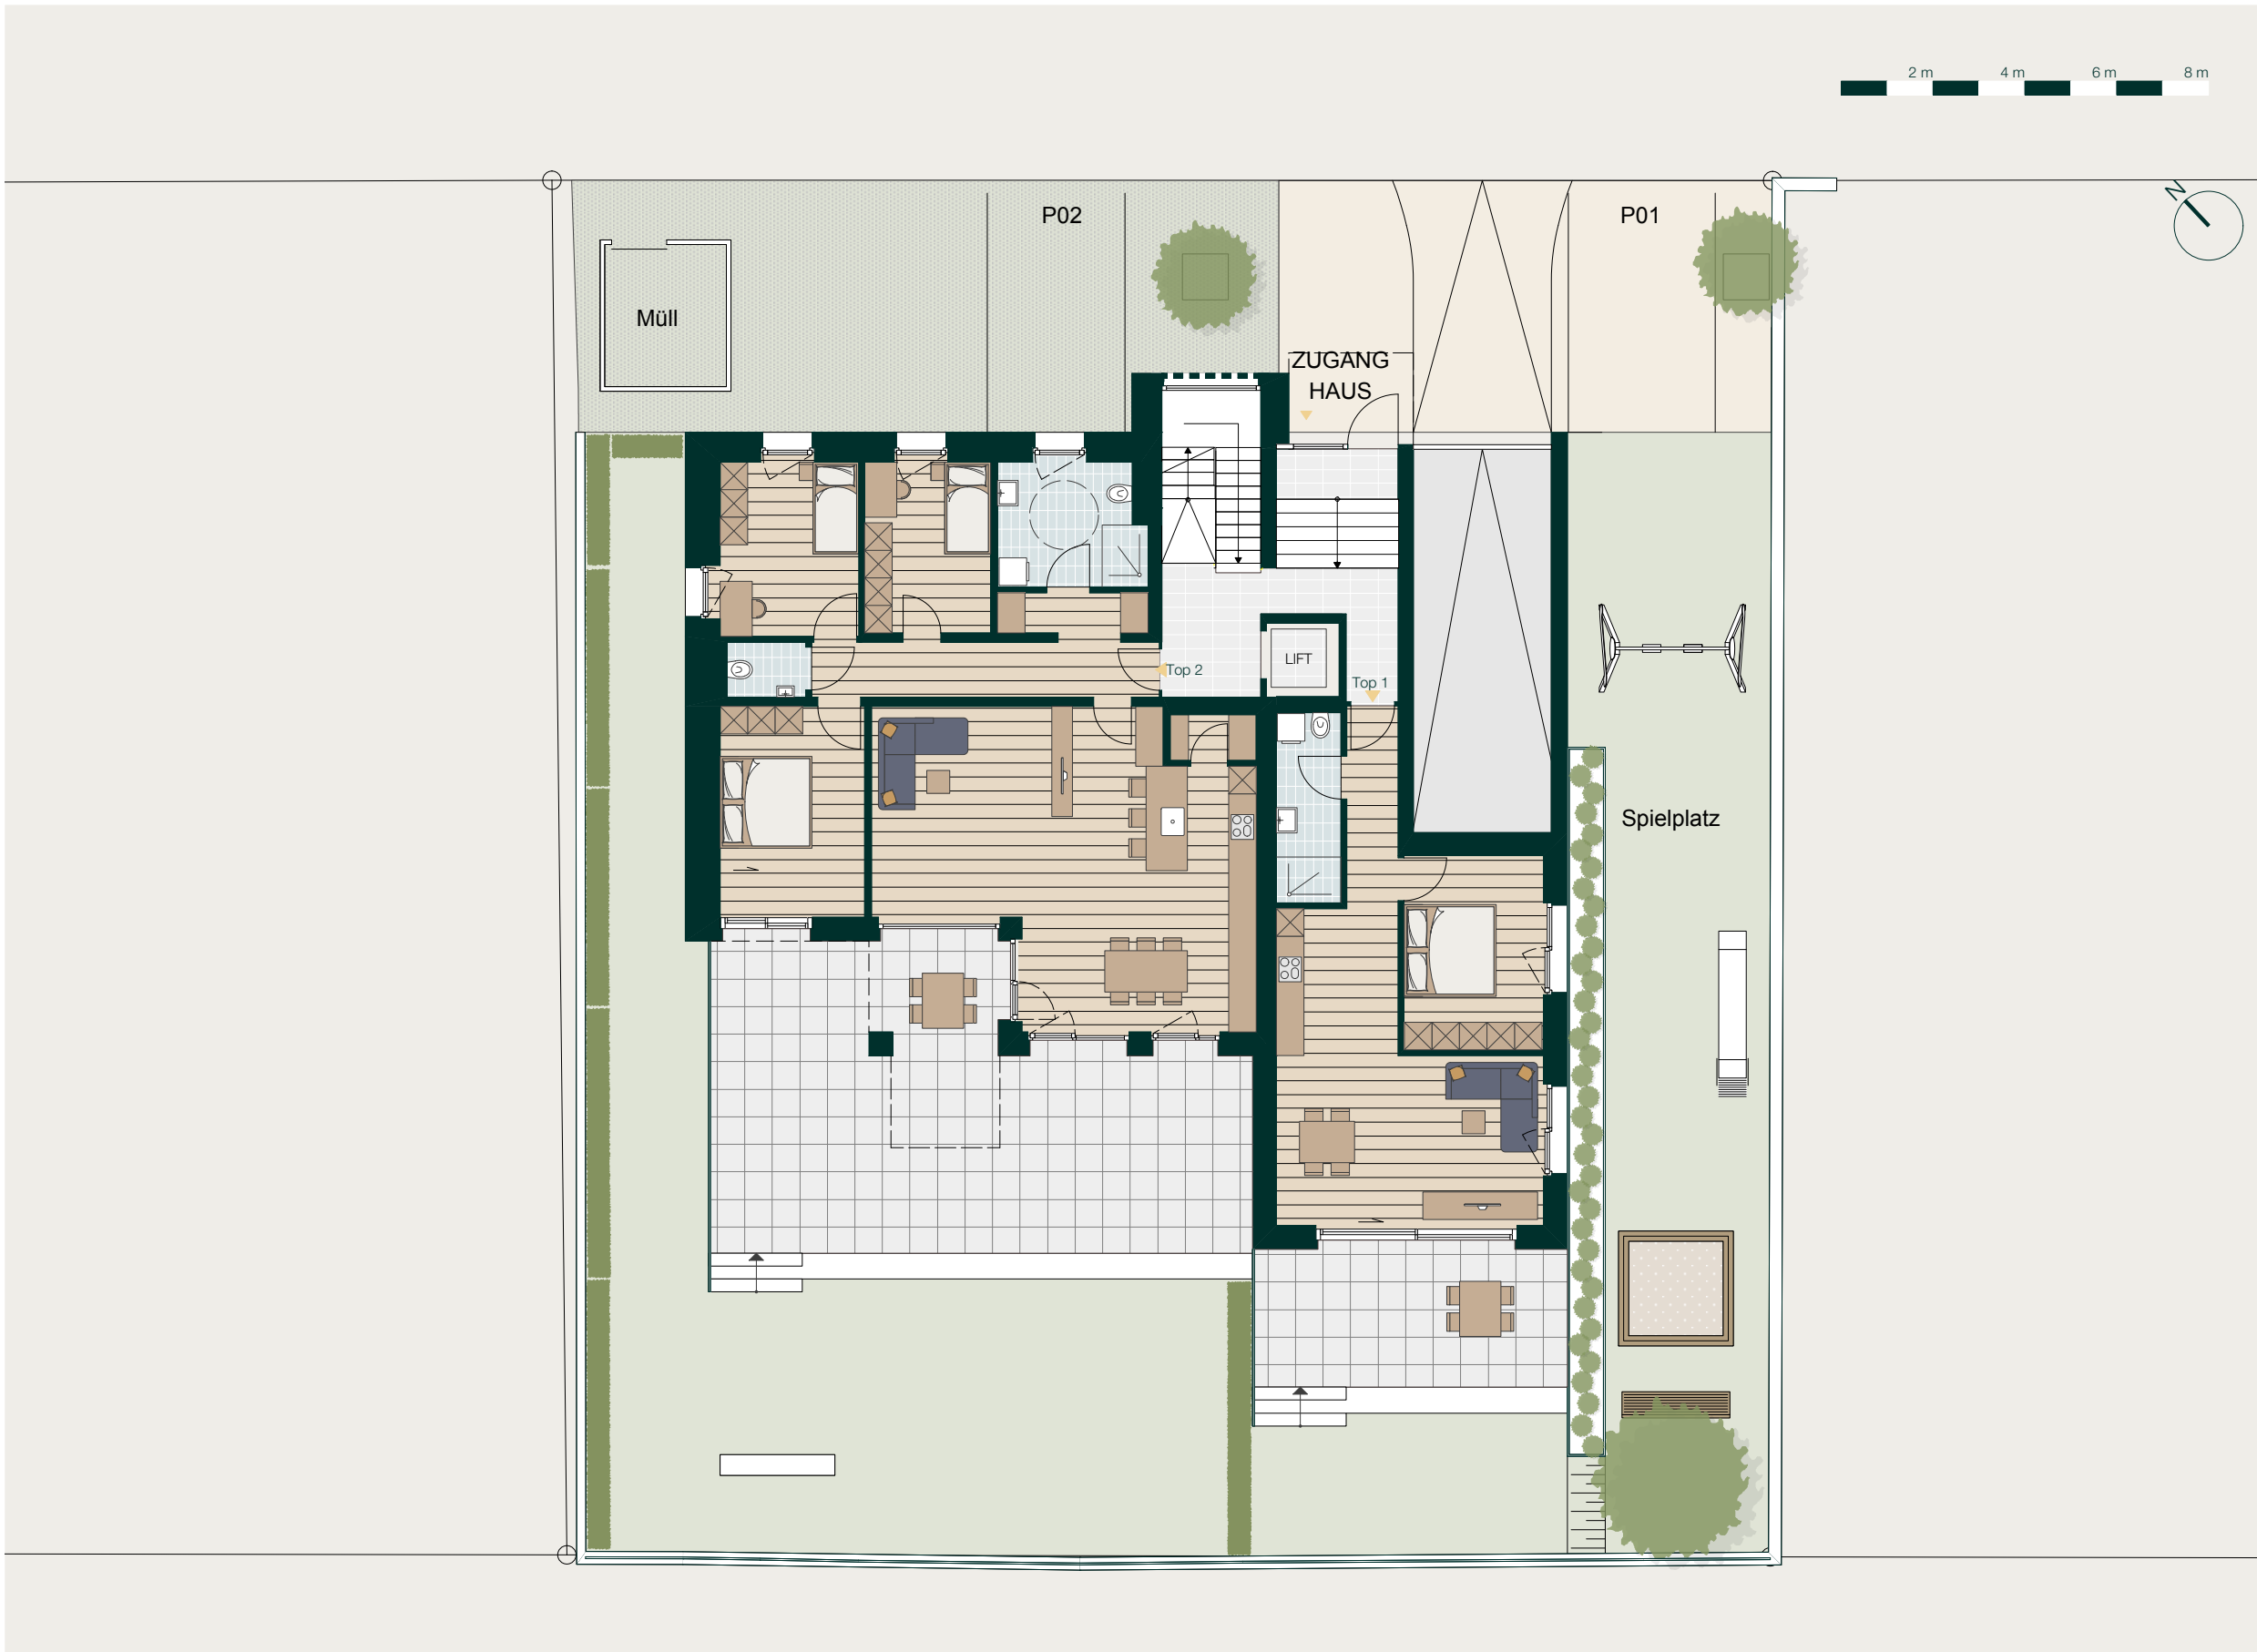 2 m 4 m 6 m 8 m
N
P02
P01
Müll
ZUGANG
HAUS
LIFT
Top 2
Top 1
Spielplatz